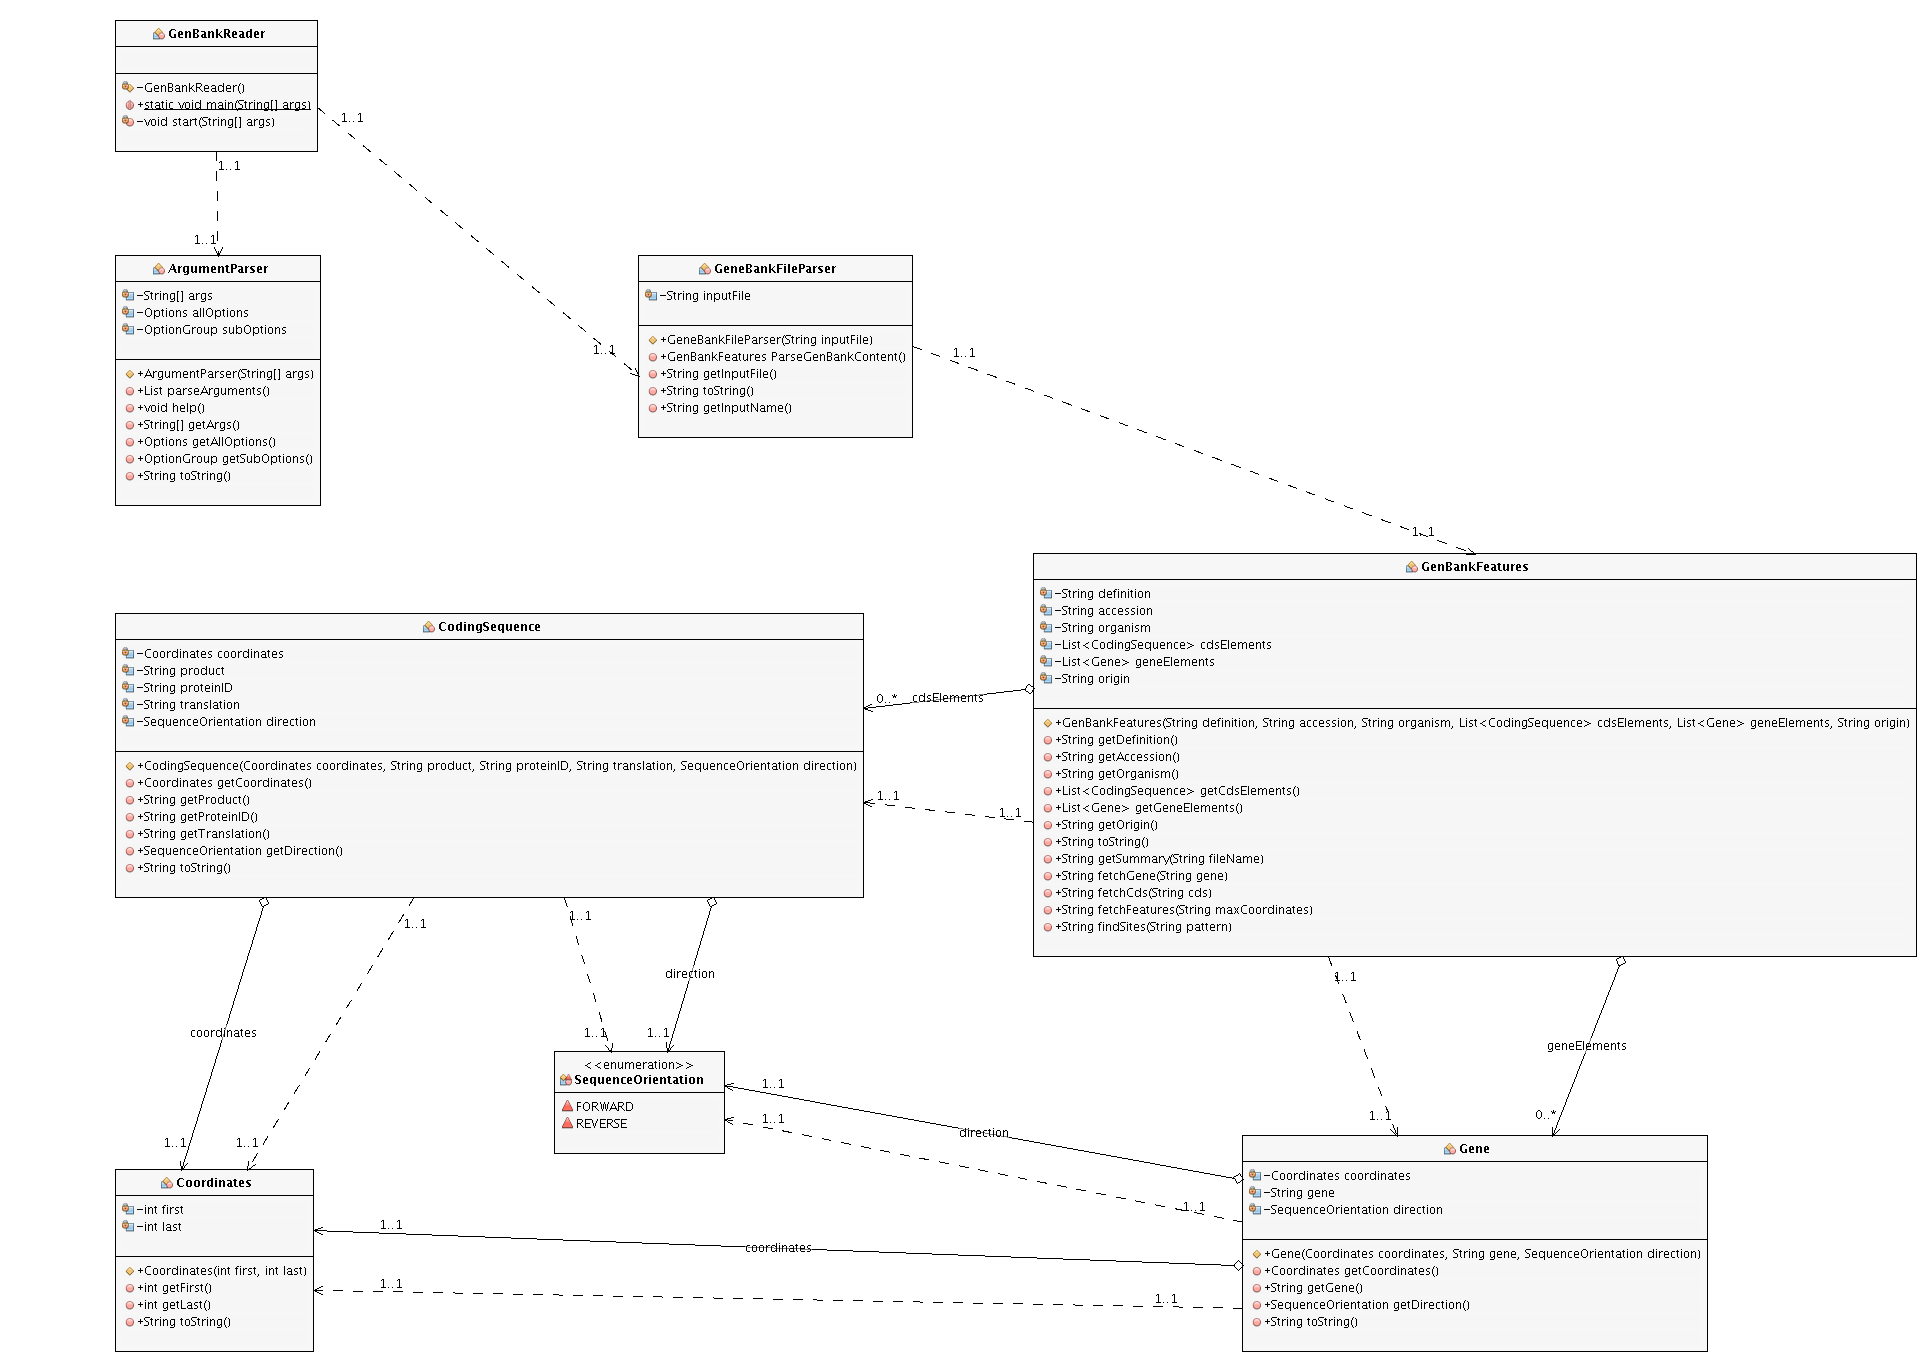 GenBankReader
-GenBankReader()
+static void main(String[] args)
-void start(String[] args)
1..1
1..1
1..1
1..1
ArgumentParser
-String[] args
-Options allOptions
-OptionGroup subOptions
+ArgumentParser(String[] args)
+List parseArguments()
+void help()
+String[] getArgs()
+Options getAllOptions()
+OptionGroup getSubOptions()
+String toString()
GeneBankFileParser
-String inputFile
+GeneBankFileParser(String inputFile)
+GenBankFeatures ParseGenBankContent()
+String getInputFile()
+String toString()
+String getInputName()
1..1
1..1
GenBankFeatures
-String definition
-String accession
-String organism
-List<CodingSequence> cdsElements
-List<Gene> geneElements
-String origin
+GenBankFeatures(String definition, String accession, String organism, List<CodingSequence> cdsElements, List<Gene> geneElements, String origin)
+String getDefinition()
+String getAccession()
+String getOrganism()
+List<CodingSequence> getCdsElements()
+List<Gene> getGeneElements()
+String getOrigin()
+String toString()
+String getSummary(String fileName)
+String fetchGene(String gene)
+String fetchCds(String cds)
+String fetchFeatures(String maxCoordinates)
+String findSites(String pattern)
CodingSequence
-Coordinates coordinates
-String product
-String proteinID
-String translation
-SequenceOrientation direction
+CodingSequence(Coordinates coordinates, String product, String proteinID, String translation, SequenceOrientation direction)
+Coordinates getCoordinates()
+String getProduct()
+String getProteinID()
+String getTranslation()
+SequenceOrientation getDirection()
+String toString()
0..* cdsElements
1..1
1..1
1..1
1..1
direction
coordinates
1..1
1..1
1..1
1..1
1..1
geneElements
1..1
0..*
<<enumeration>>
SequenceOrientation
FORWARD
REVERSE
1..1
direction
1..1
1..1
Coordinates
-int first
-int last
+Coordinates(int first, int last)
+int getFirst()
+int getLast()
+String toString()
1..1
coordinates
1..1
1..1
Gene
-Coordinates coordinates
-String gene
-SequenceOrientation direction
+Gene(Coordinates coordinates, String gene, SequenceOrientation direction)
+Coordinates getCoordinates()
+String getGene()
+SequenceOrientation getDirection()
+String toString()